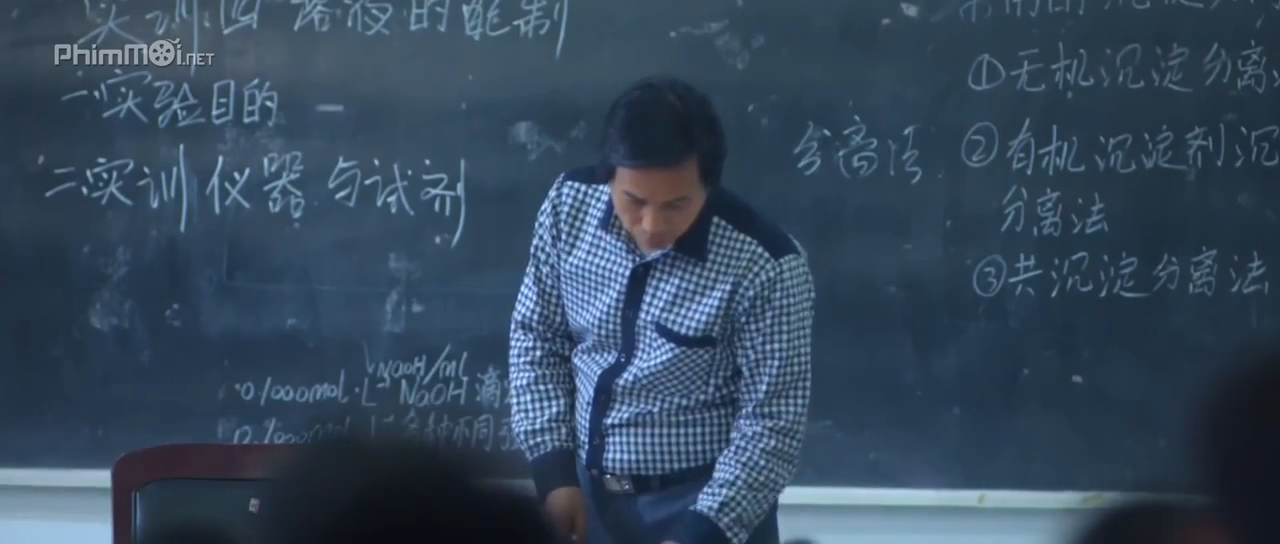 PhimMỡi.NET
实训四 溶液的配制
一.实验目的
二.实训仪器与试剂
NaOH/ml
0.1000mol·L⁻¹ NaOH 滴
分离法
①无机沉淀分离
②有机沉淀剂沉
分离法
③共沉淀分离法